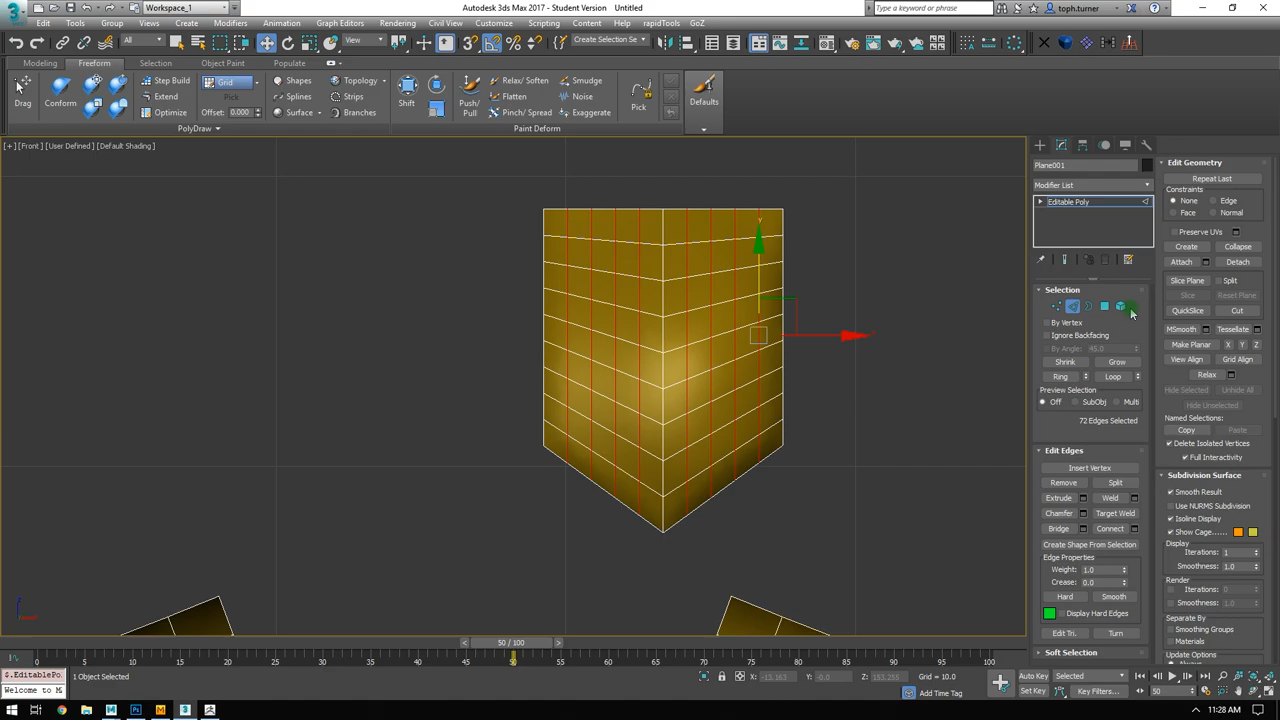 Workspace_1
Autodesk 3ds Max 2017 - Student Version Untitled
Type a keyword or phrase
toph.turner
Edit Tools Group Views Create Modifiers Animation Graph Editors Rendering Civil View Customize Scripting Content rapidTools GoZ
All View Create Selection Se
Modeling Freeform Selection Object Paint Populate
Drag Conform Step Build Grid Shapes Topology Shift Relax/ Soften Smudge Push/ Pull Pick Defaults
Extend Pick Splines Strips Flatten Noise
Optimize Offset: 0.000 Surface Branches Pinch/ Spread Exaggerate
PolyDraw Paint Deform
[+] [Front] [User Defined] [Default Shading]
y
x
z
Plane001
Modifier List
Editable Poly
Selection
By Vertex
Ignore Backfacing
By Angle: 45.0
Shrink Grow
Ring Loop
Preview Selection
Off SubObj Multi
72 Edges Selected
Edit Edges
Insert Vertex
Remove Split
Extrude Weld
Chamfer Target Weld
Bridge Connect
Create Shape From Selection
Edge Properties
Weight: 1.0
Crease: 0.0
Hard Smooth
Display Hard Edges
Edit Tri. Turn
Soft Selection
Edit Geometry
Repeat Last
Constraints
None Edge
Face Normal
Preserve UVs
Create Collapse
Attach Detach
Slice Plane Split
Slice Reset Plane
QuickSlice Cut
MSmooth Tessellate
Make Planar X Y Z
View Align Grid Align
Relax
Hide Selected Unhide All
Hide Unselected
Named Selections:
Copy Paste
Delete Isolated Vertices
Full Interactivity
Subdivision Surface
Smooth Result
Use NURMS Subdivision
Isoline Display
Show Cage......
Display
Iterations: 1
Smoothness: 1.0
Render
Iterations: 0
Smoothness: 1.0
Separate By
Smoothing Groups
Materials
Update Options
Always
50 / 100
0 5 10 15 20 25 30 35 40 45 50 55 60 65 70 75 80 85 90 95 100
$.EditablePo
Welcome to M
1 Object Selected
X: -13.163 Y: -0.0 Z: 153.255 Grid = 10.0
Add Time Tag
Auto Key Selected
Set Key Key Filters...
50
11:28 AM